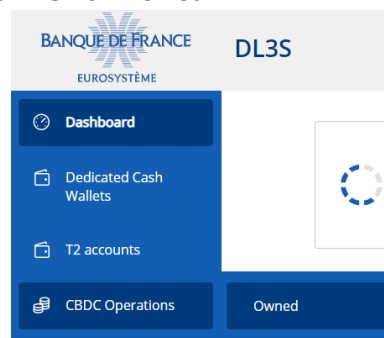 BANQUE DE FRANCE
EUROSYSTÈME
DL3S
Dashboard
Dedicated Cash
Wallets
T2 accounts
CBDC Operations
Owned